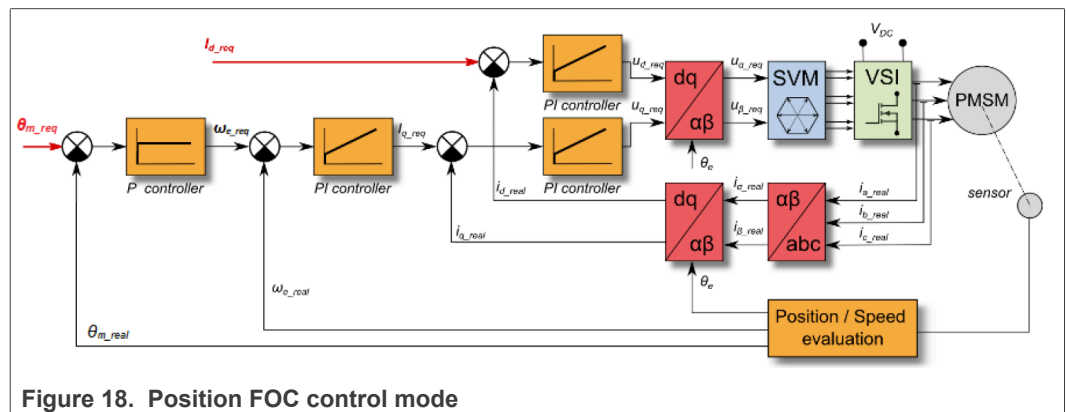 I_d_req
PI controller
u_d_req
u_q_req
dq
αβ
u_α_req
u_β_req
SVM
V_DC
VSI
PMSM
θ_m_req
P controller
ω_e_req
PI controller
I_q_req
PI controller
θ_e
sensor
i_d_real
i_q_real
dq
αβ
i_α_real
i_β_real
αβ
abc
i_a_real
i_b_real
i_c_real
θ_e
ω_e_real
θ_m_real
Position / Speed
evaluation
Figure 18. Position FOC control mode